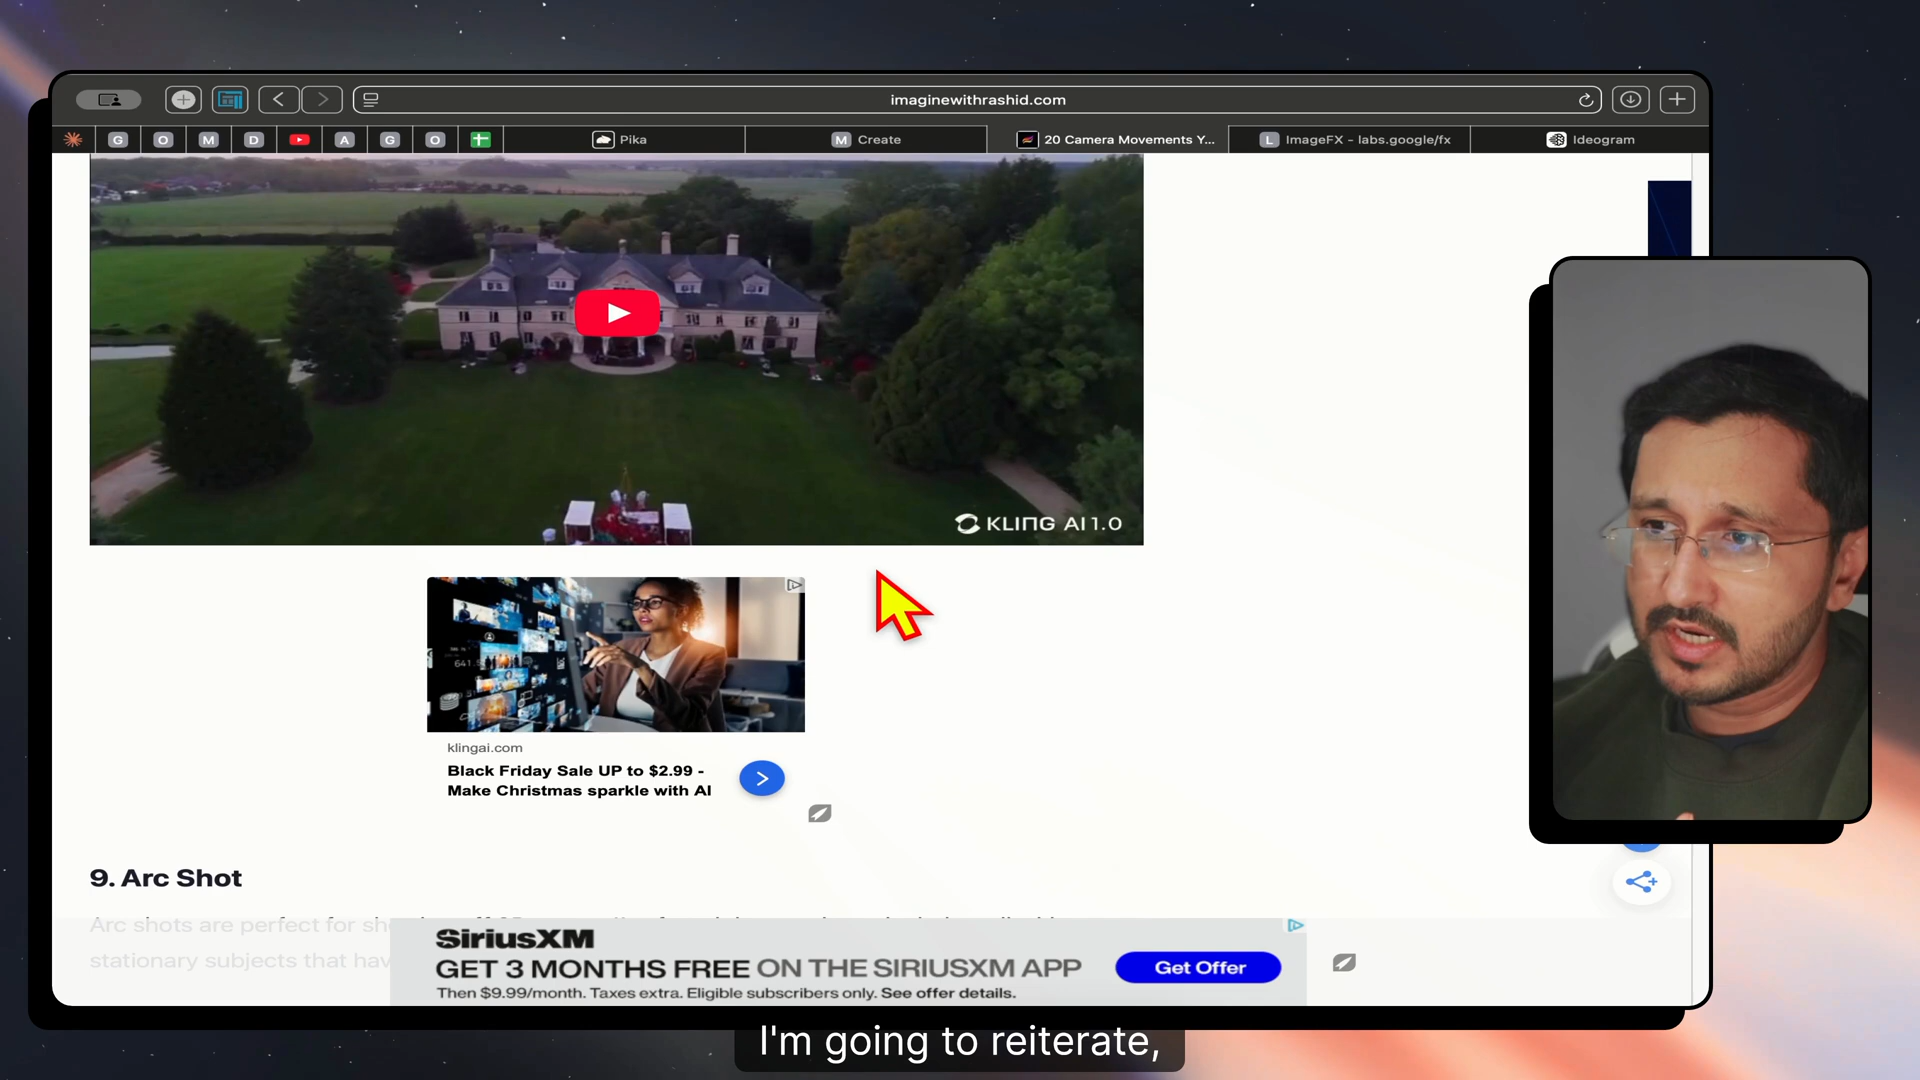 imaginewithrashid.com
G
O
M
D
A
G
O
Pika
M Create
20 Camera Movements Y...
L ImageFX - labs.google/fx
Ideogram
KLING AI 1.0
641.
klingai.com
Black Friday Sale UP to $2.99 -
Make Christmas sparkle with AI
9. Arc Shot
Arc shots are perfect for
stationary subjects that
SiriusXM
GET 3 MONTHS FREE ON THE SIRIUSXM APP
Then $9.99/month. Taxes extra. Eligible subscribers only. See offer details.
Get Offer
I'm going to reiterate,